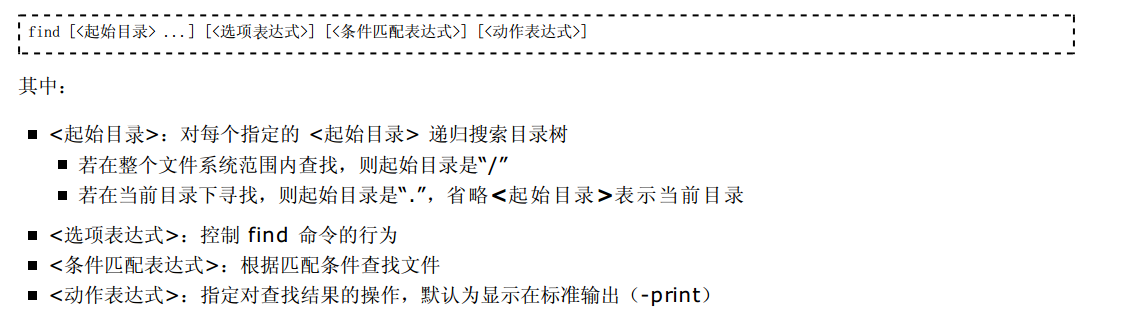 find [<起始目录> ...] [<选项表达式>] [<条件匹配表达式>] [<动作表达式>]
其中：
■ <起始目录>：对每个指定的 <起始目录> 递归搜索目录树
■ 若在整个文件系统范围内查找，则起始目录是“/”
■ 若在当前目录下寻找，则起始目录是“.”，省略<起始目录>表示当前目录
■ <选项表达式>：控制 find 命令的行为
■ <条件匹配表达式>：根据匹配条件查找文件
■ <动作表达式>：指定对查找结果的操作，默认为显示在标准输出（-print）